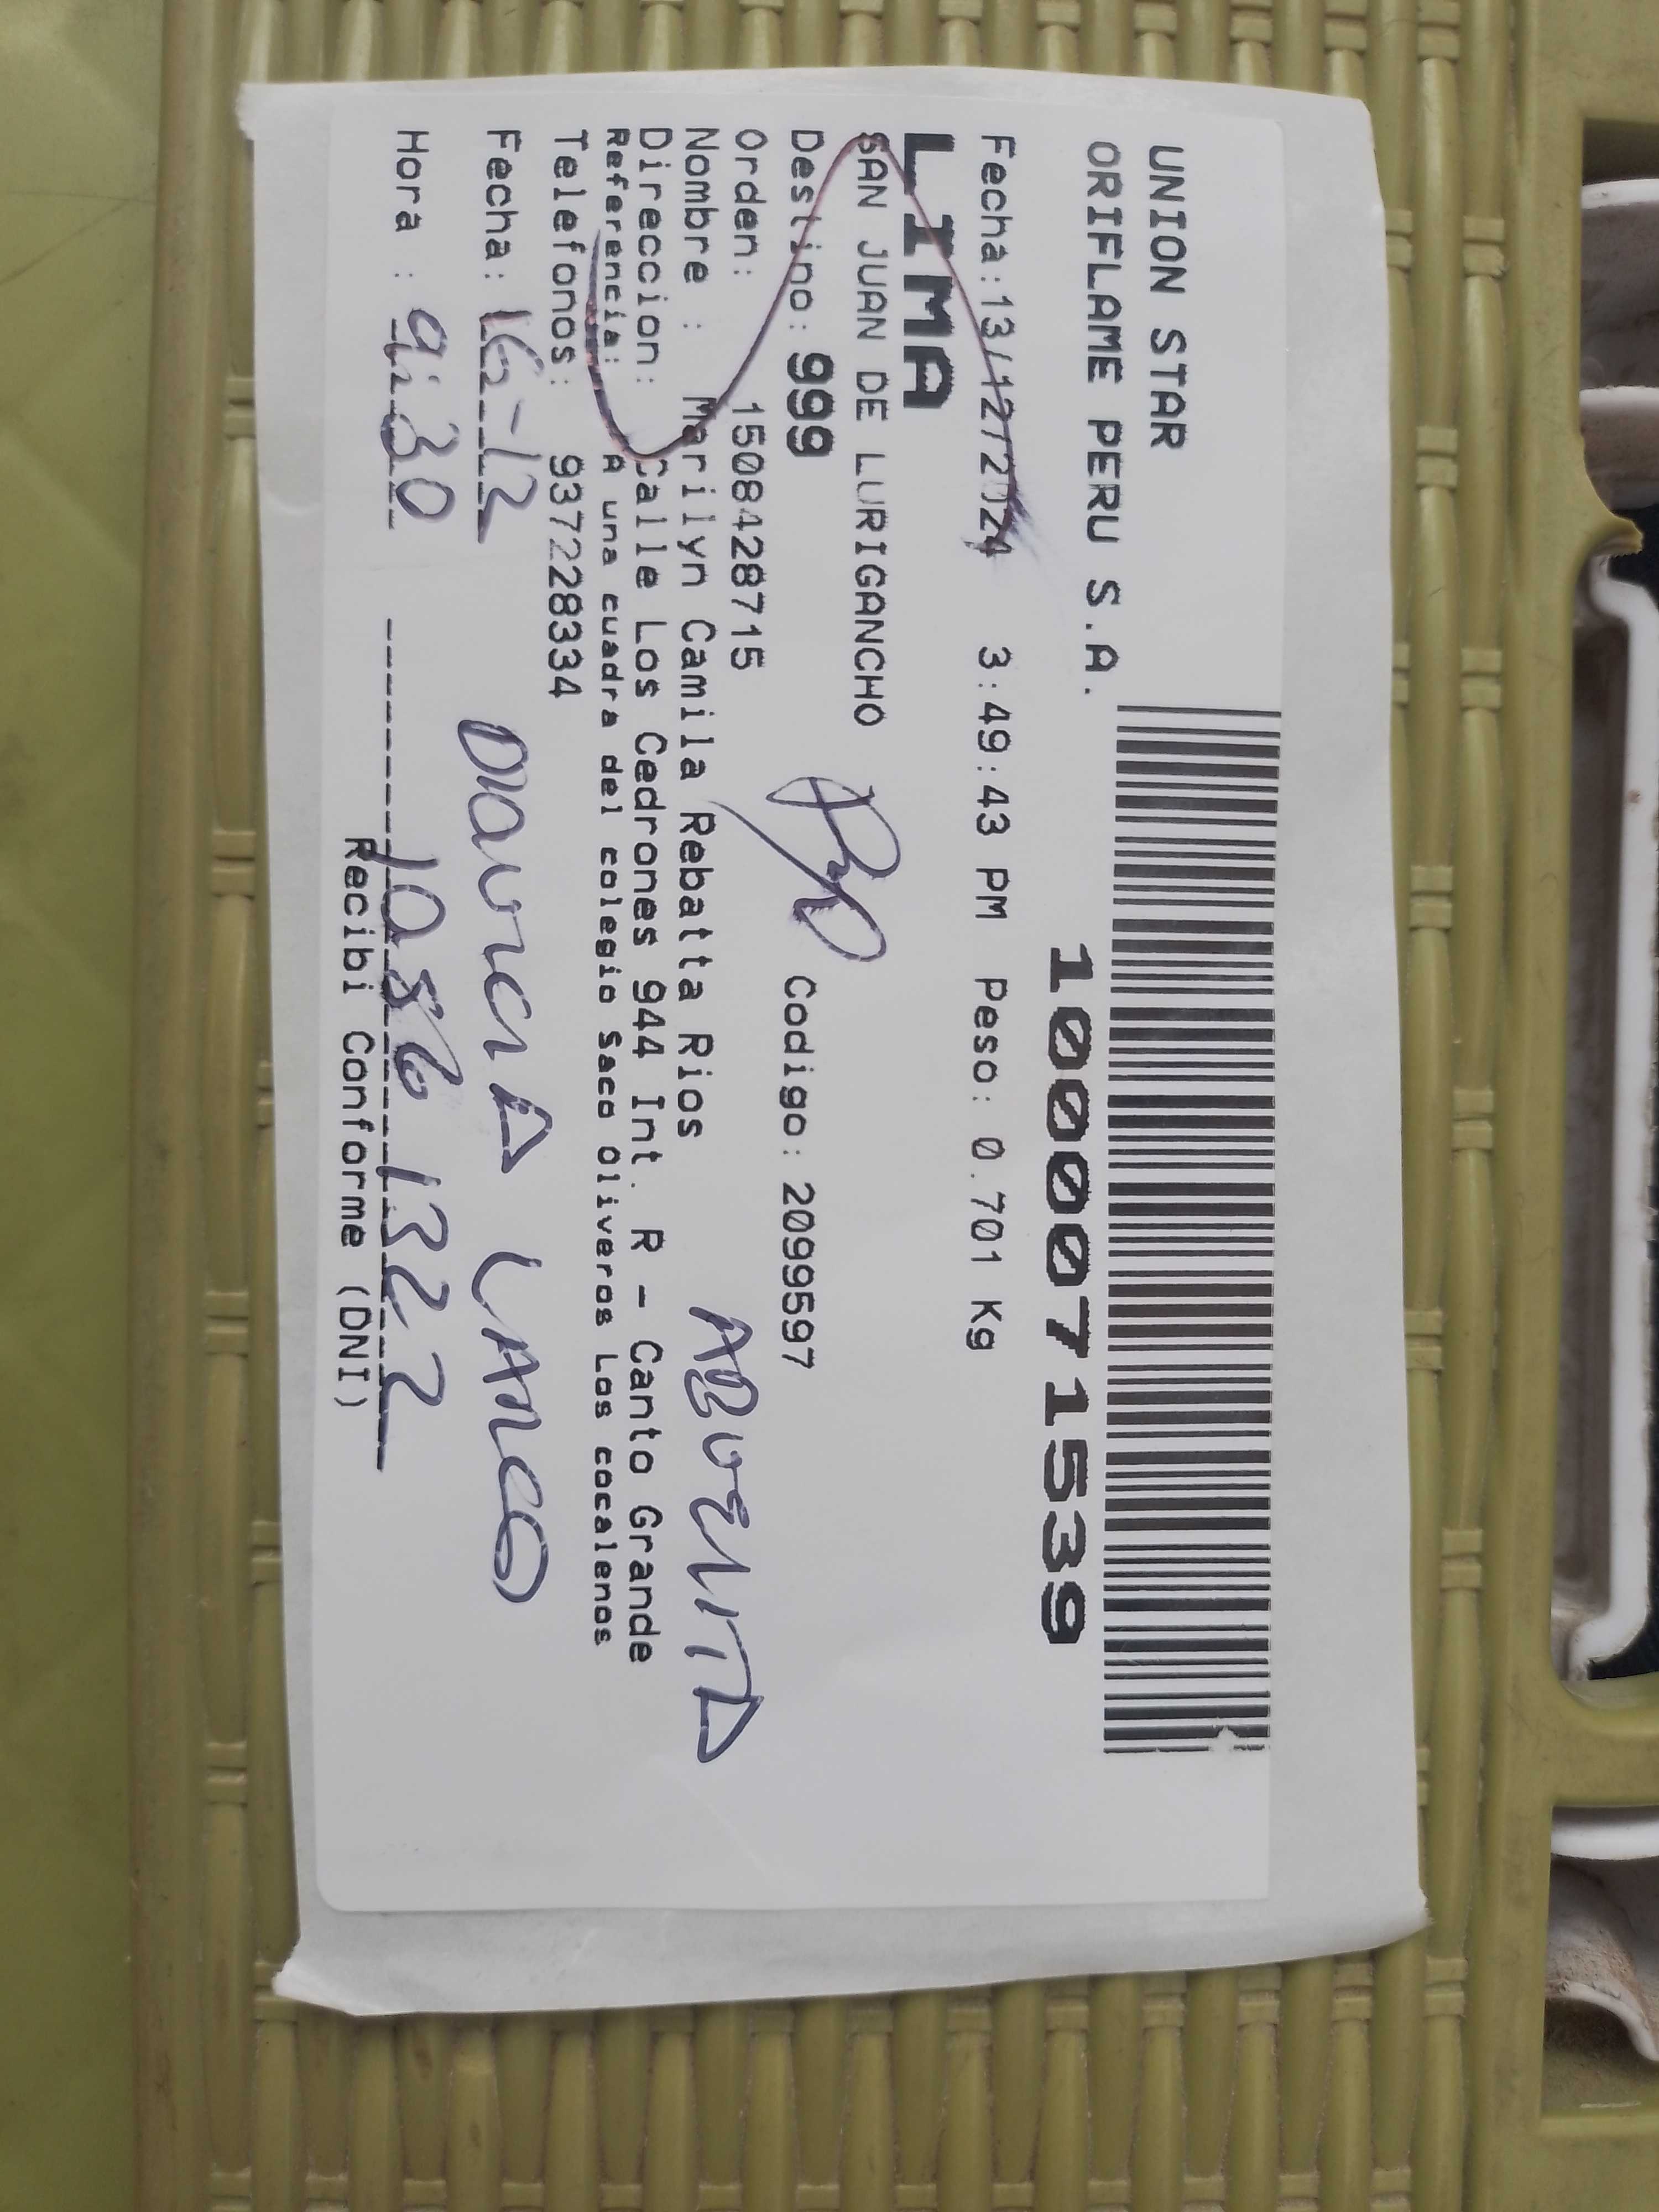 UNION STAR
ORIFLAME PERU S.A.
1000071539
Fecha:13/12/2024 3:49:43 PM Peso: 0.701 Kg
LIMA
SAN JUAN DE LURIGANCHO
Destino: 999 Codigo: 2099597
Orden: 1508428715
Nombre : Marilyn Camila Rebatta Rios
ABUELITA
Direccion: Calle Los Cedrones 944 Int. R - Canto Grande
Referencia: A una cuadra del colegio Saco Oliveros Los cocalenos
Telefonos: 937228334
Fecha: 16-12
Hora : 9:30
Recibi Conforme (DNI)